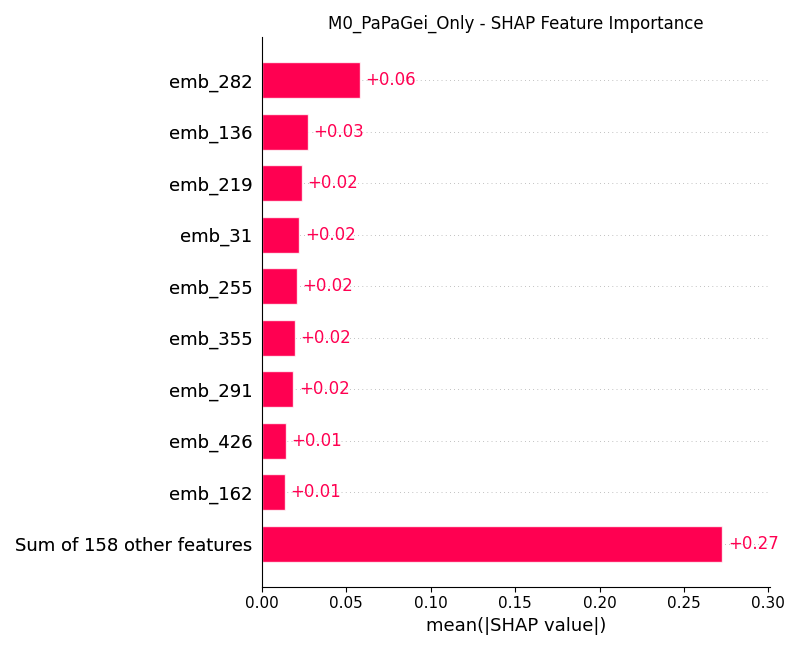 M0_PaPaGei_Only - SHAP Feature Importance
emb_282 +0.06
emb_136 +0.03
emb_219 +0.02
emb_31 +0.02
emb_255 +0.02
emb_355 +0.02
emb_291 +0.02
emb_426 +0.01
emb_162 +0.01
Sum of 158 other features +0.27
0.00 0.05 0.10 0.15 0.20 0.25 0.30
mean(|SHAP value|)